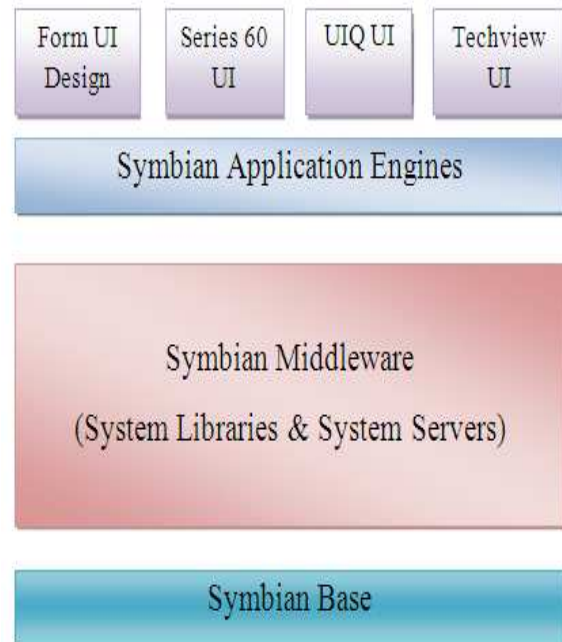 Form UI
Design
Series 60
UI
UIQ UI
Techview
UI
Symbian Application Engines
Symbian Middleware
(System Libraries & System Servers)
Symbian Base